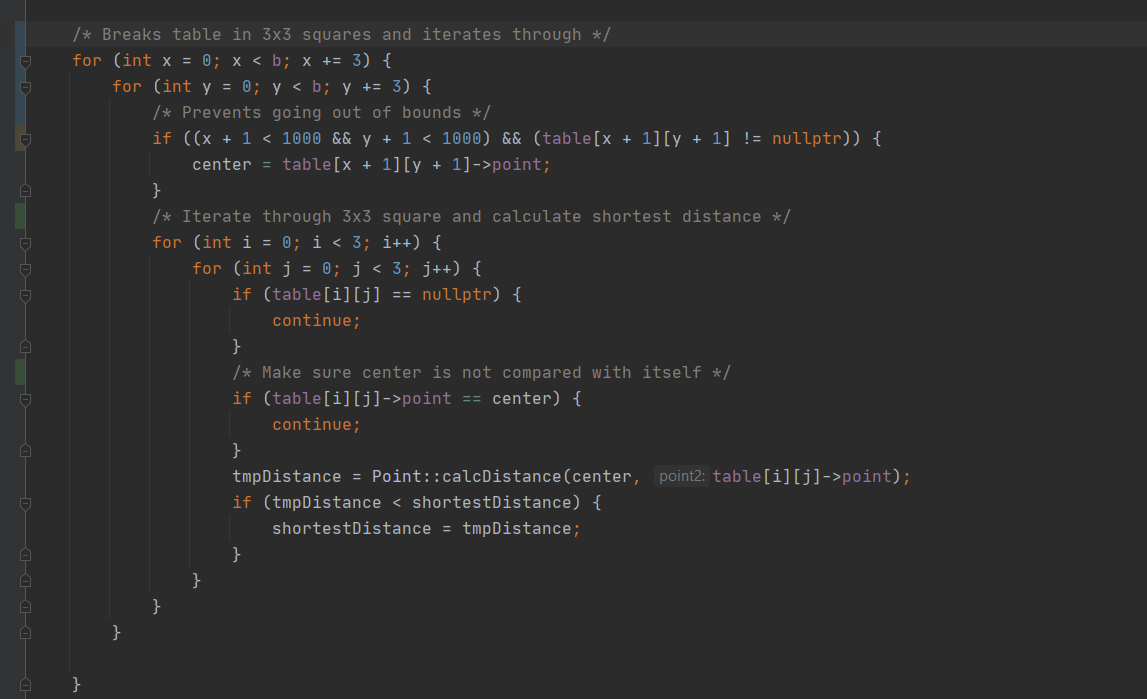 /* Breaks table in 3x3 squares and iterates through */
for (int x = 0; x < b; x += 3) {
for (int y = 0; y < b; y += 3) {
/* Prevents going out of bounds */
if ((x + 1 < 1000 && y + 1 < 1000) && (table[x + 1][y + 1] != nullptr)) {
center = table[x + 1][y + 1]->point;
}
/* Iterate through 3x3 square and calculate shortest distance */
for (int i = 0; i < 3; i++) {
for (int j = 0; j < 3; j++) {
if (table[i][j] == nullptr) {
continue;
}
/* Make sure center is not compared with itself */
if (table[i][j]->point == center) {
continue;
}
tmpDistance = Point::calcDistance(center, point2: table[i][j]->point);
if (tmpDistance < shortestDistance) {
shortestDistance = tmpDistance;
}
}
}
}
}